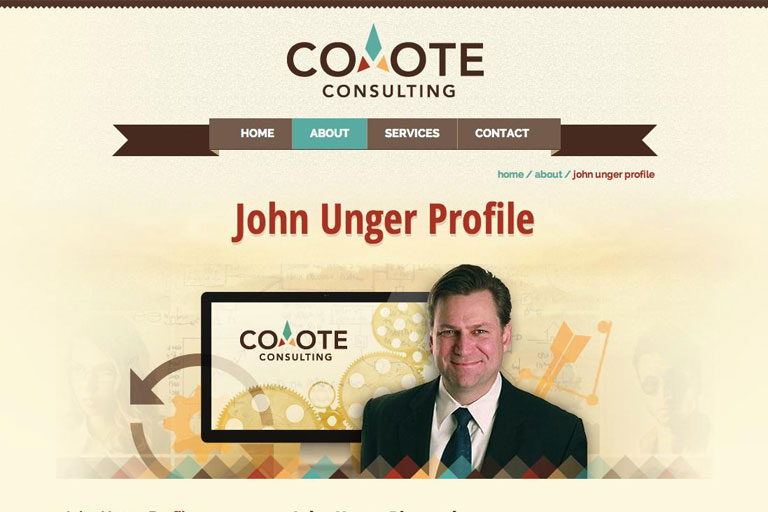 COYOTE
CONSULTING
HOME ABOUT SERVICES CONTACT
home / about / john unger profile
John Unger Profile
COYOTE
CONSULTING